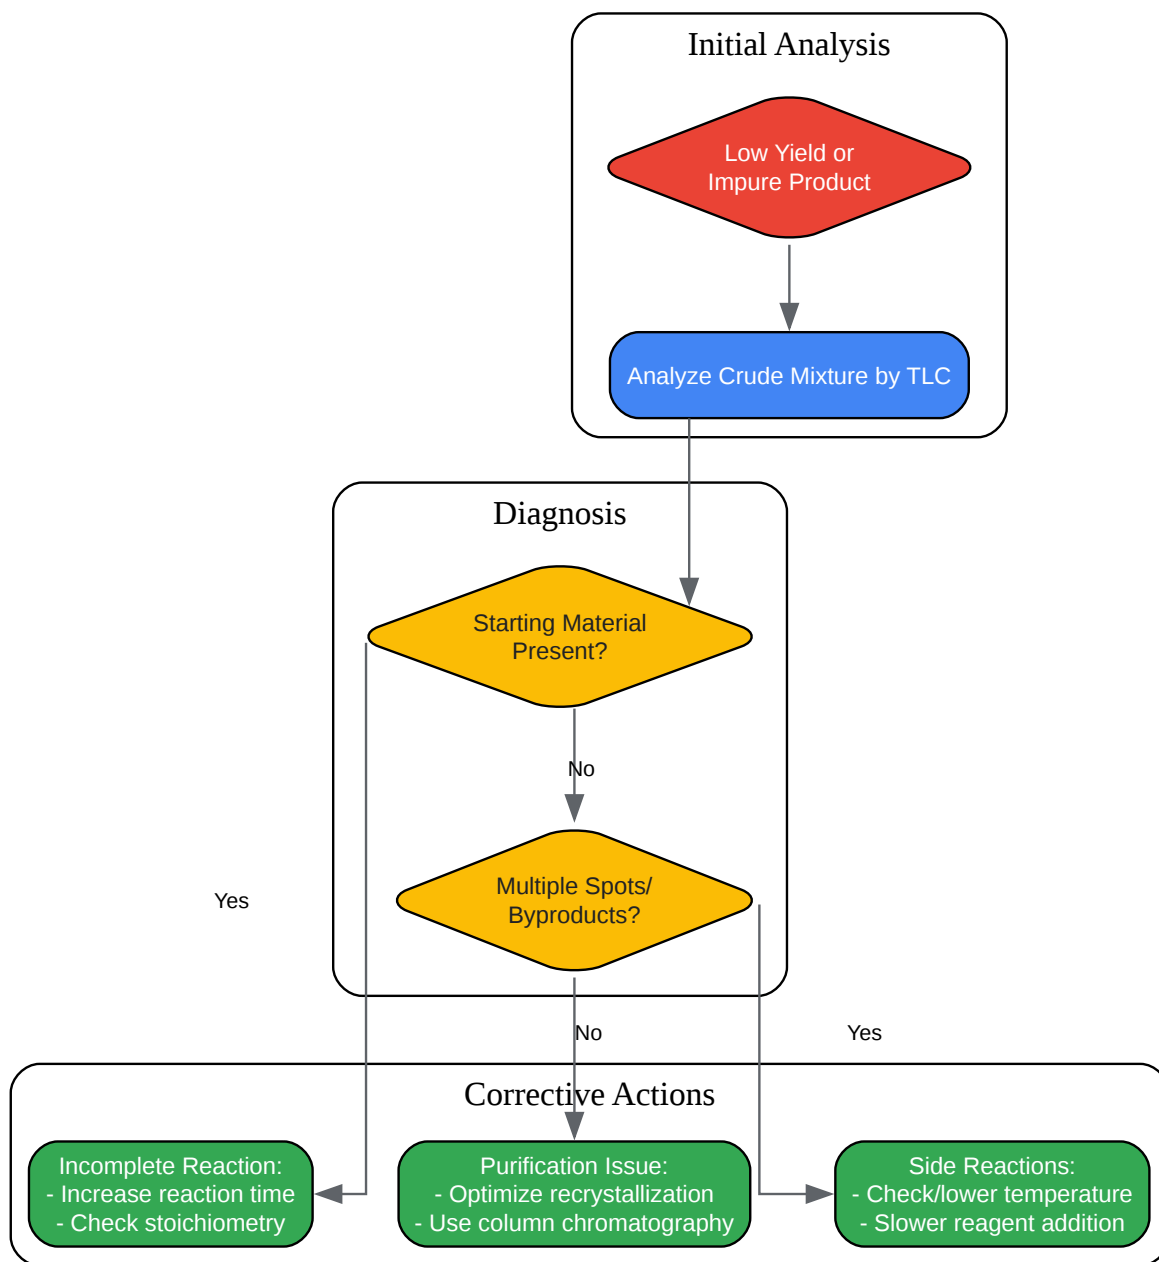 Initial Analysis
Low Yield or
Impure Product
Analyze Crude Mixture by TLC
Diagnosis
Starting Material
Present?
No
Multiple Spots/
Byproducts?
Yes
No
Yes
Corrective Actions
Incomplete Reaction:
- Increase reaction time
- Check stoichiometry
Purification Issue:
- Optimize recrystallization
- Use column chromatography
Side Reactions:
- Check/lower temperature
- Slower reagent addition